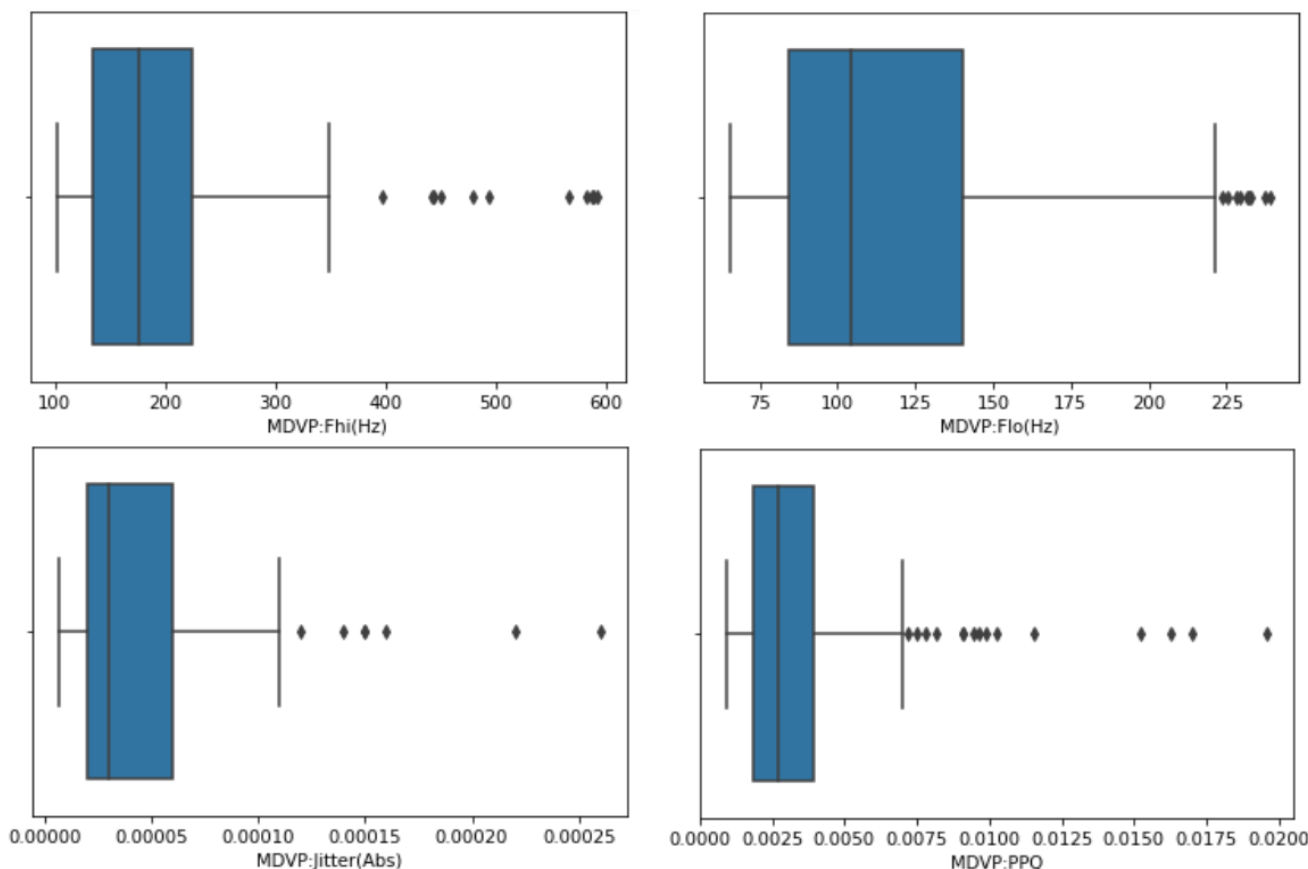 100 200 300 400 500 600
MDVP:Fhi(Hz)
75 100 125 150 175 200 225
MDVP:Flo(Hz)
0.00000 0.00005 0.00010 0.00015 0.00020 0.00025
MDVP:Jitter(Abs)
0.0000 0.0025 0.0050 0.0075 0.0100 0.0125 0.0150 0.0175 0.0200
MDVP:PPQ